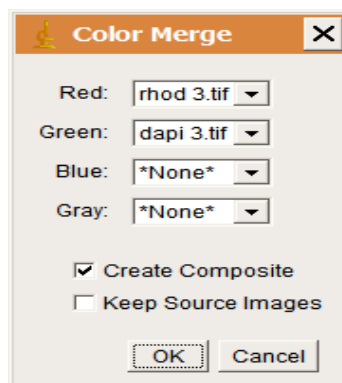 Color Merge
Red: rhod 3.tif
Green: dapi 3.tif
Blue: *None*
Gray: *None*
Create Composite
Keep Source Images
OK Cancel